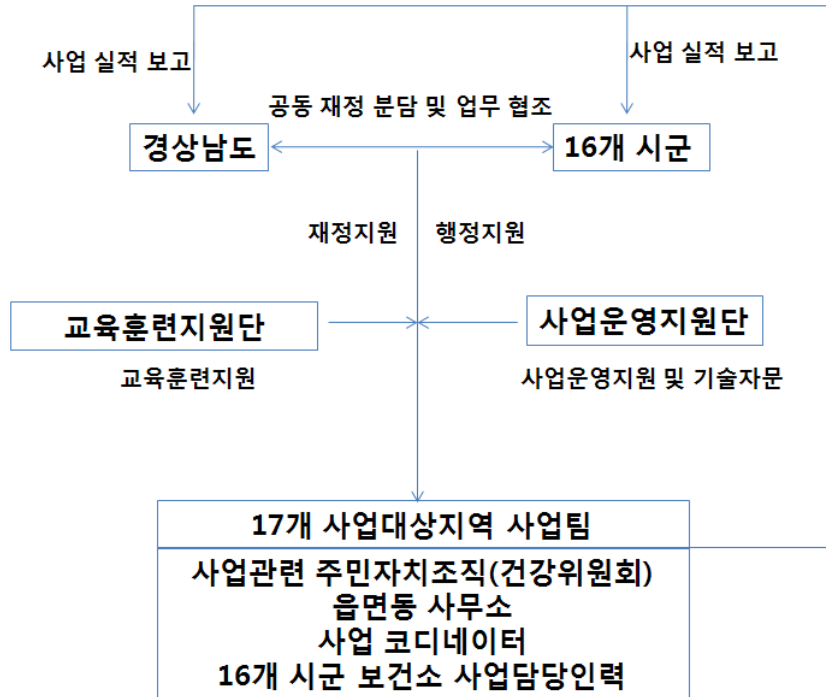 사업 실적 보고
사업 실적 보고
공동 재정 분담 및 업무 협조
경상남도
16개 시군
재정지원
행정지원
교육훈련지원단
사업운영지원단
교육훈련지원
사업운영지원 및 기술자문
17개 사업대상지역 사업팀
사업관련 주민자치조직(건강위원회)
읍면동 사무소
사업 코디네이터
16개 시군 보건소 사업담당인력